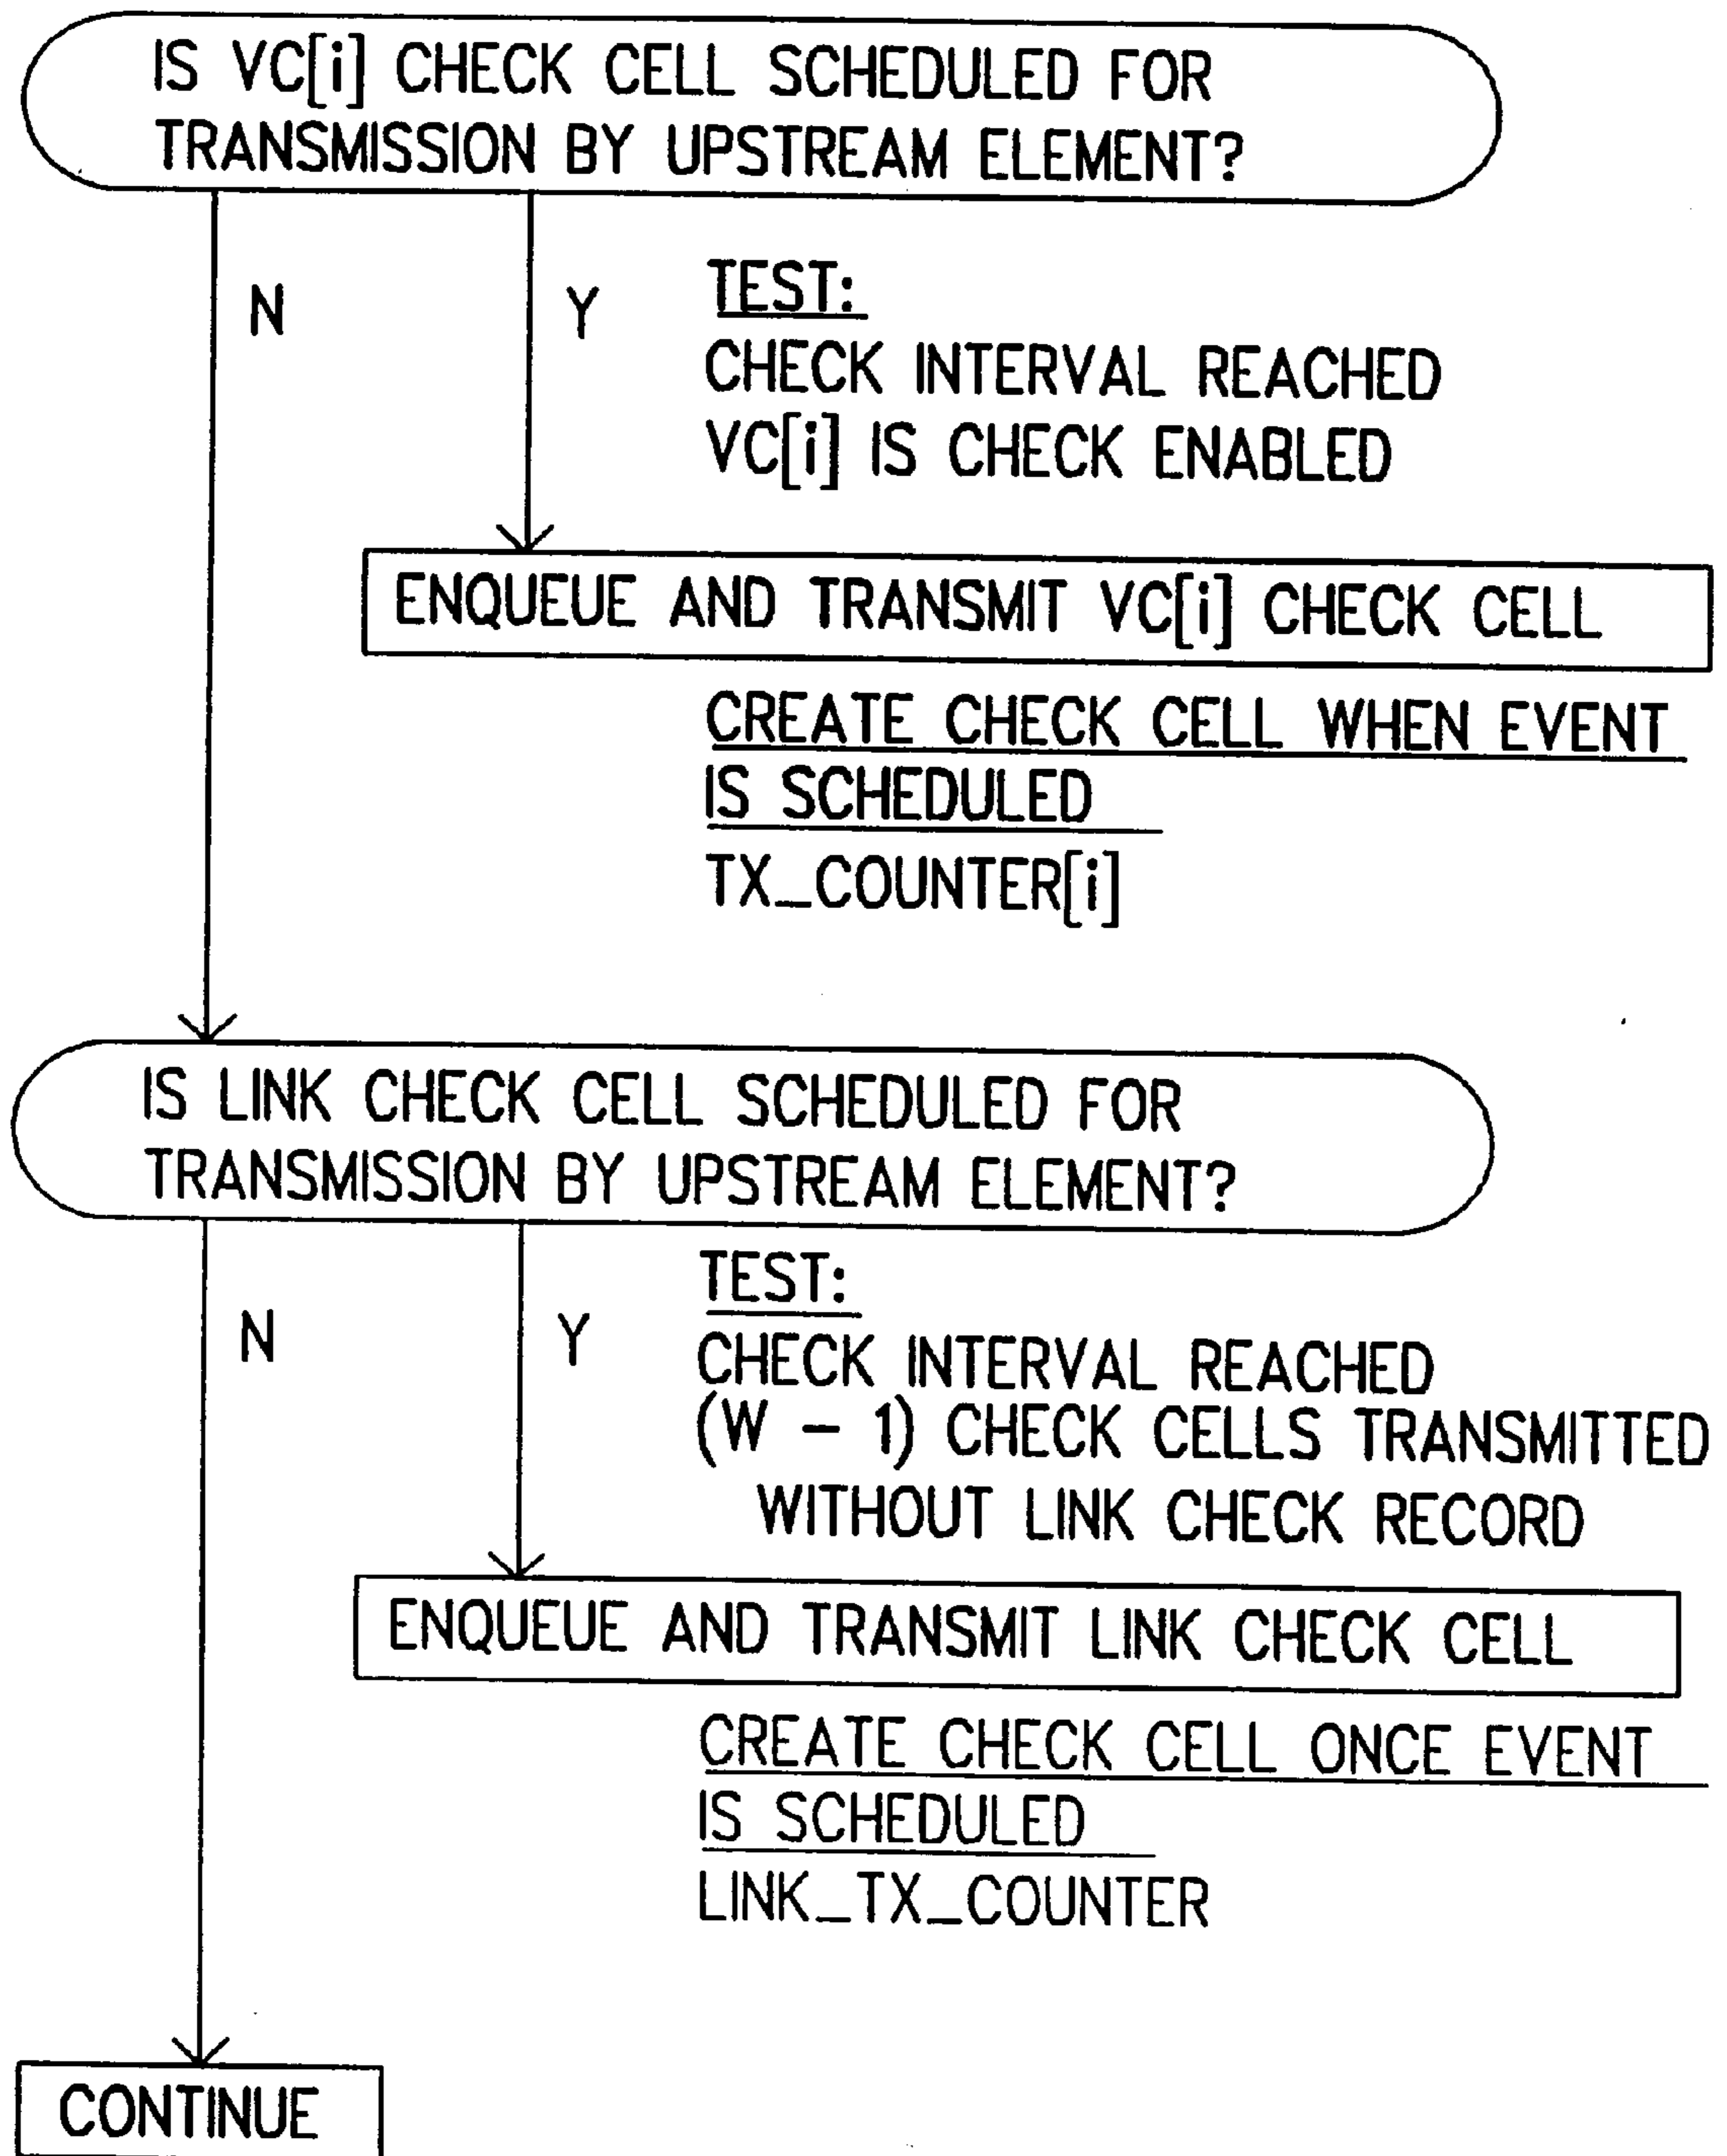 IS VC[i] CHECK CELL SCHEDULED FOR
TRANSMISSION BY UPSTREAM ELEMENT?
N
Y
TEST:
CHECK INTERVAL REACHED
VC[i] IS CHECK ENABLED
ENQUEUE AND TRANSMIT VC[i] CHECK CELL
CREATE CHECK CELL WHEN EVENT
IS SCHEDULED
TX_COUNTER[i]
IS LINK CHECK CELL SCHEDULED FOR
TRANSMISSION BY UPSTREAM ELEMENT?
N
Y
TEST:
CHECK INTERVAL REACHED
(W – 1) CHECK CELLS TRANSMITTED
WITHOUT LINK CHECK RECORD
ENQUEUE AND TRANSMIT LINK CHECK CELL
CREATE CHECK CELL ONCE EVENT
IS SCHEDULED
LINK_TX_COUNTER
CONTINUE